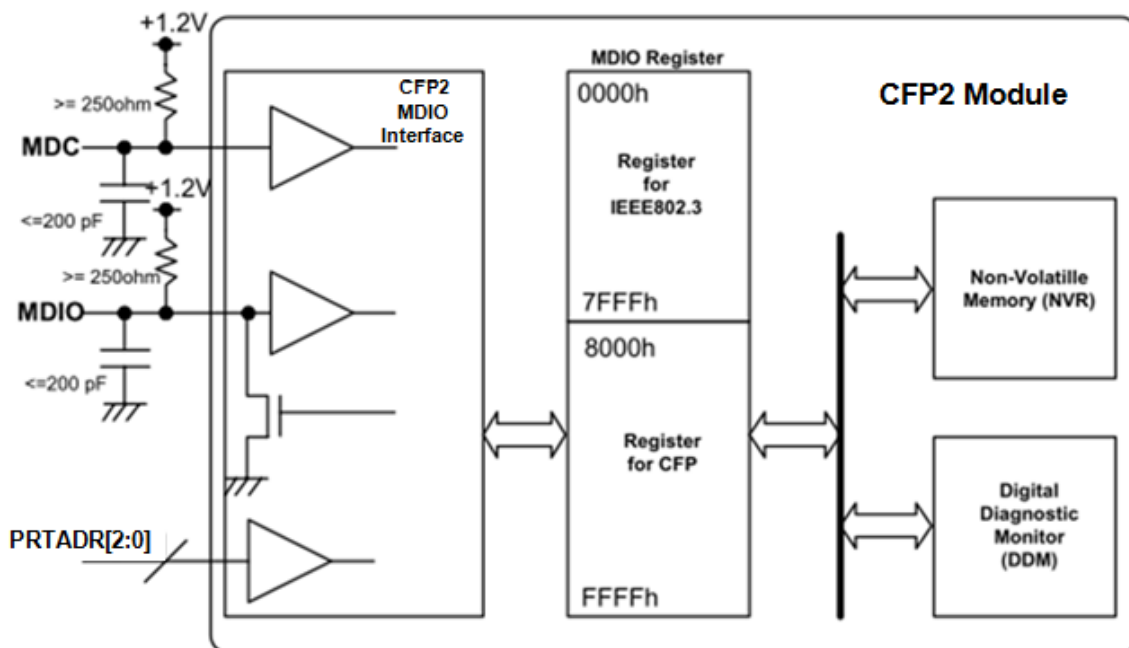 +1.2V
>= 250ohm
MDC
<=200 pF
+1.2V
>= 250ohm
MDIO
<=200 pF
PRTADR[2:0]
CFP2
MDIO
Interface
MDIO Register
0000h
Register
for
IEEE802.3
7FFFh
8000h
Register
for CFP
FFFFh
CFP2 Module
Non-Volatille
Memory (NVR)
Digital
Diagnostic
Monitor
(DDM)